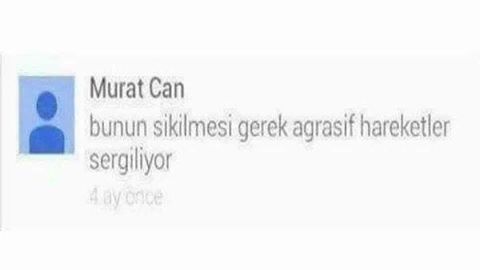 Murat Can
bunun sikilmesi gerek agrasif hareketler
sergiliyor
4 ay önce